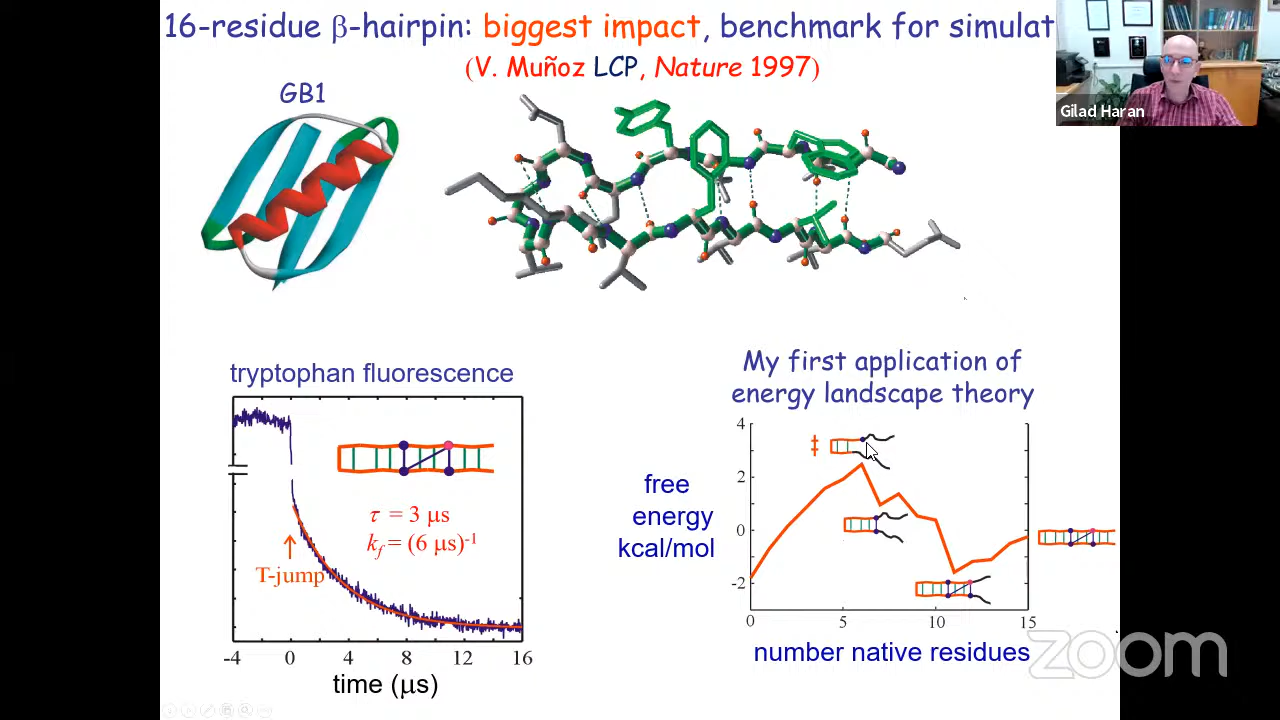 16-residue β-hairpin: biggest impact, benchmark for simulat
(V. Muñoz LCP, Nature 1997)
Gilad Haran
GB1
tryptophan fluorescence
τ = 3 μs
kf = (6 μs)-1
T-jump
-4 0 4 8 12 16
time (μs)
My first application of
energy landscape theory
free
energy
kcal/mol
4
2
0
-2
‡
0 5 10 15
number native residues
zoom